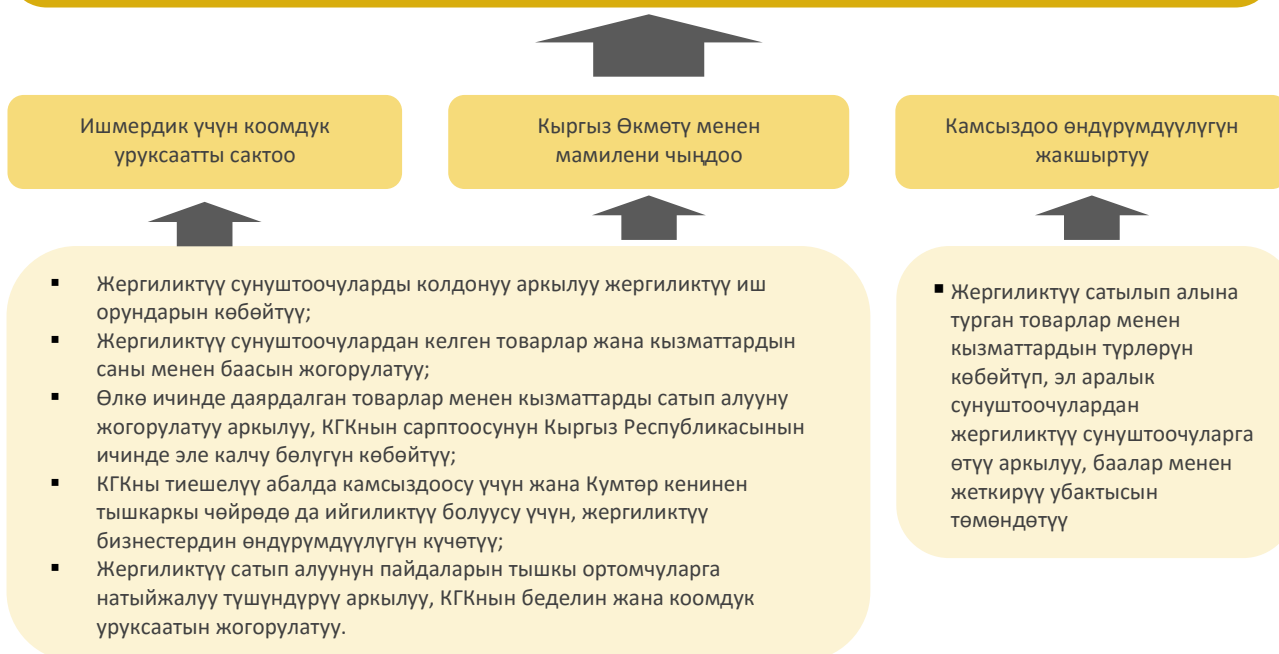 Ишмердик үчүн коомдук
уруксаатты сактоо
Кыргыз Өкмөтү менен
мамилени чыңдоо
Камсыздоо өндүрүмдүүлүгүн
жакшыртуу
▪ Жергиликтүү сунуштоочуларды колдонуу аркылуу жергиликтүү иш
орундарын көбөйтүү;
▪ Жергиликтүү сунуштоочулардан келген товарлар жана кызматтардын
саны менен баасын жогорулатуу;
▪ Өлкө ичинде даярдалган товарлар менен кызматтарды сатып алууну
жогорулатуу аркылуу, КГКнын сарптоосунун Кыргыз Республикасынын
ичинде эле калчу бөлүгүн көбөйтүү;
▪ КГКны тиешелүү абалда камсыздоосу үчүн жана Кумтөр кенинен
тышкаркы чөйрөдө да ийгиликтүү болуусу үчүн, жергиликтүү
бизнестердин өндүрүмдүүлүгүн күчөтүү;
▪ Жергиликтүү сатып алуунун пайдаларын тышкы ортомчуларга
натыйжалуу түшүндүрүү аркылуу, КГКнын беделин жана коомдук
уруксаатын жогорулатуу.
▪ Жергиликтүү сатылып алына
турган товарлар менен
кызматтардын түрлөрүн
көбөйтүп, эл аралык
сунуштоочулардан
жергиликтүү сунуштоочуларга
өтүү аркылуу, баалар менен
жеткирүү убактысын
төмөндөтүү